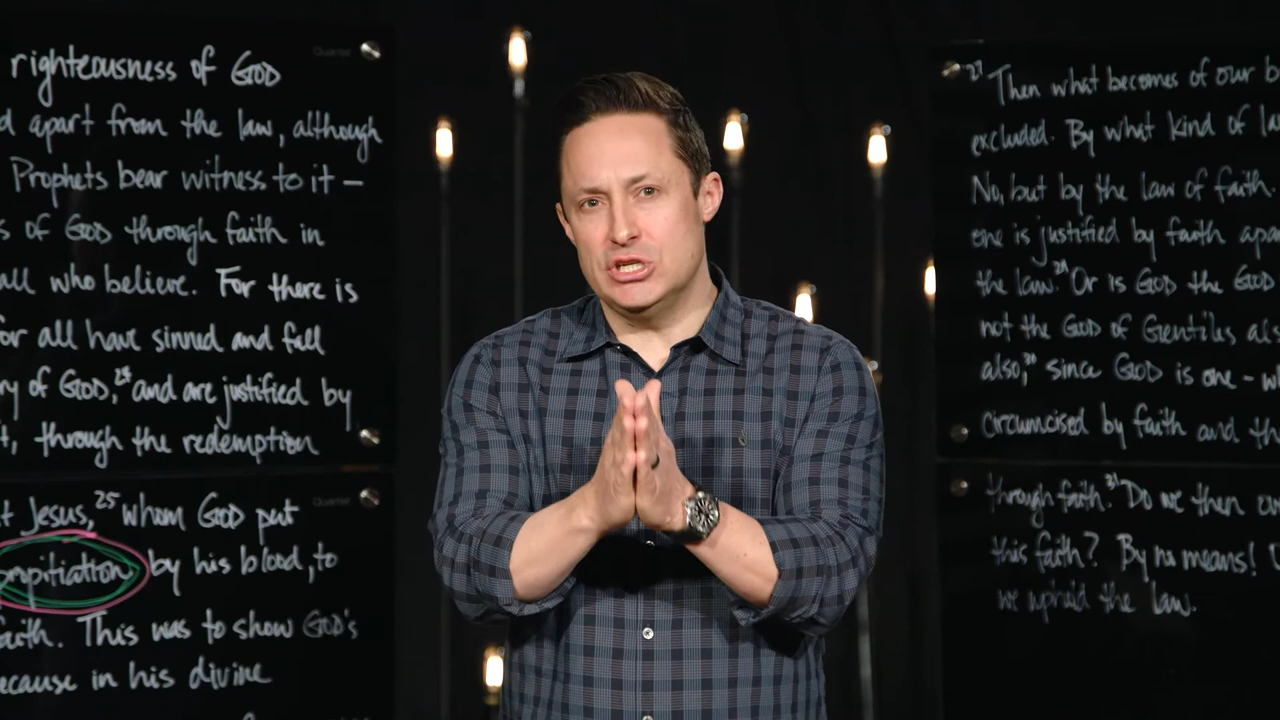 righteousness of God
apart from the law, although
Prophets bear witness to it —
of God through faith in
all who believe. For there is
for all have sinned and fall
of God, and are justified by
through the redemption
Jesus, 25 whom God put
by his blood, to
faith. This was to show God's
because in his divine
27 Then what becomes of our
excluded. By what kind of
No, but by the law of faith.
one is justified by faith
the law. Or is God the God
not the God of Gentiles
also, since God is one -
circumcised by faith and
through faith. 31 Do we then
this faith? By no means!
we uphold the law.